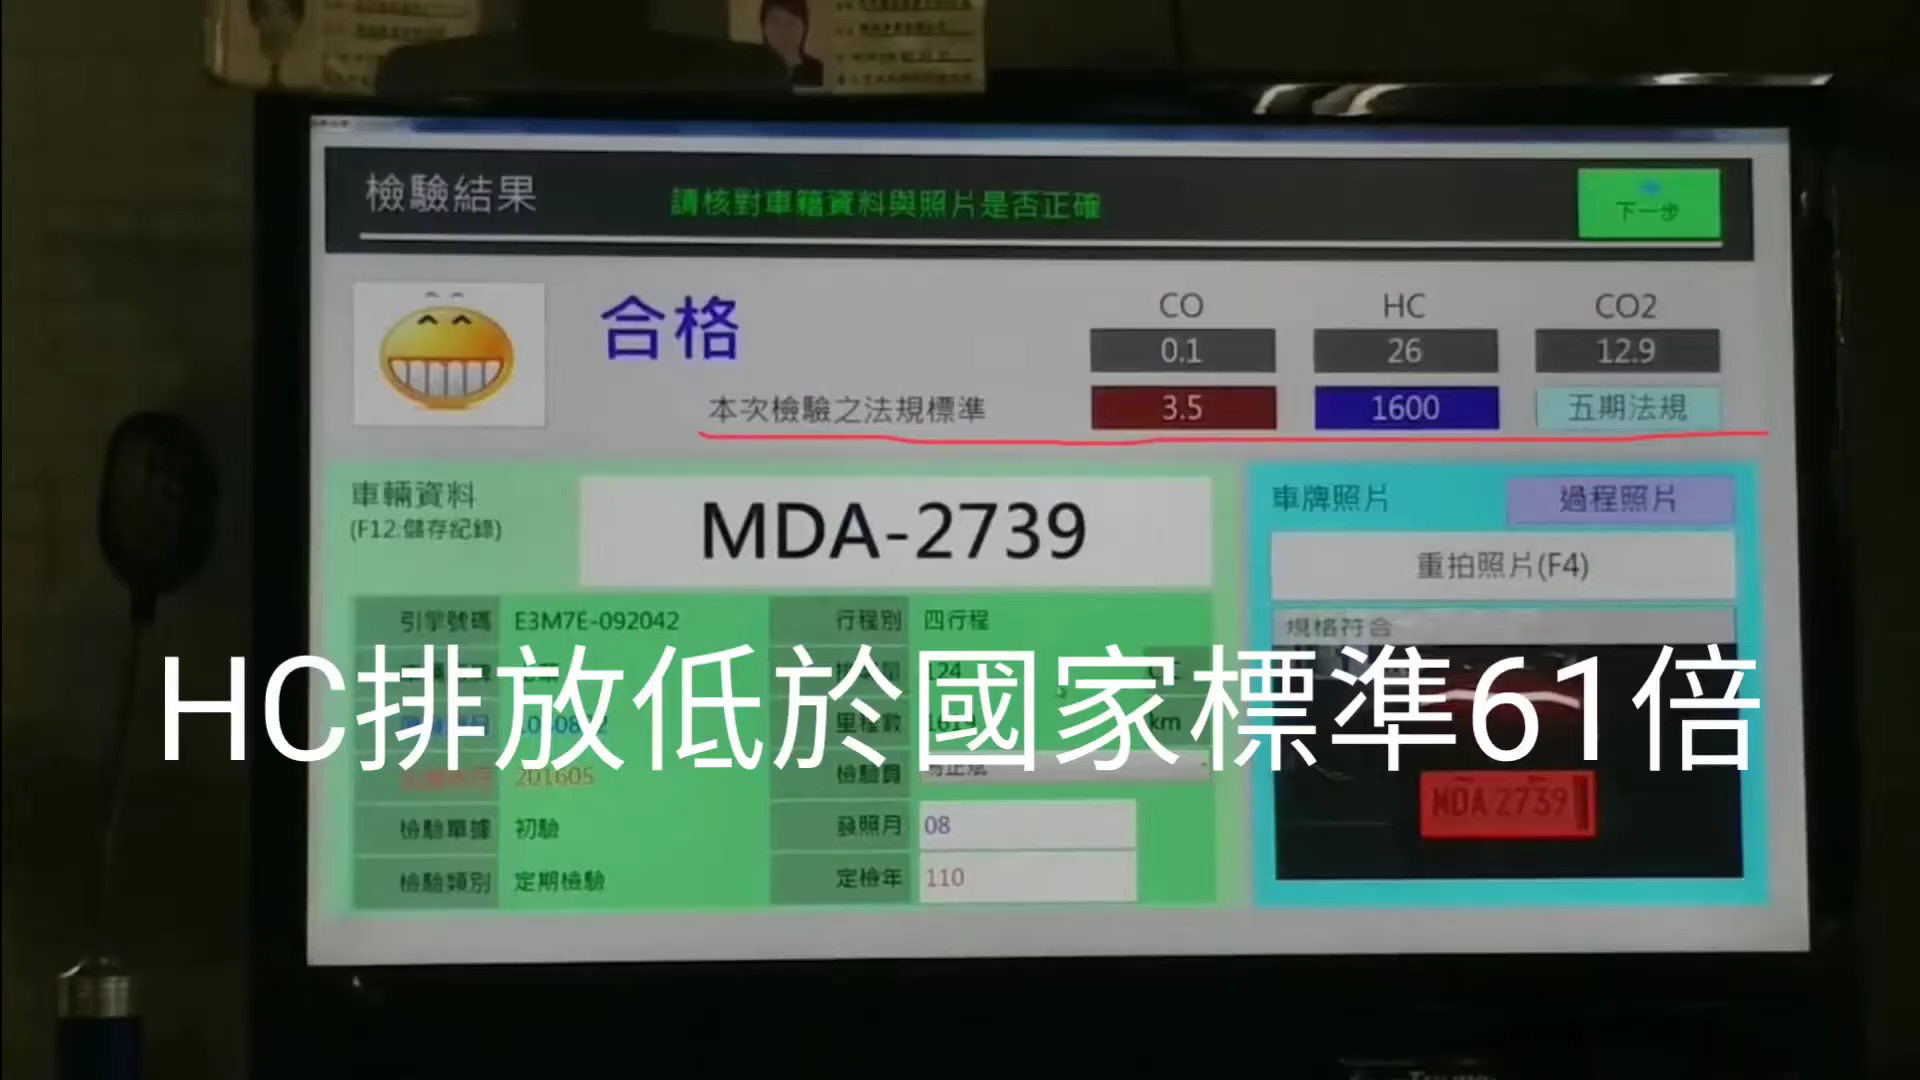 檢驗結果
請核對車籍資料與照片是否正確
下一步
合格
CO
HC
CO2
0.1
26
12.9
本次檢驗之法規標準
3.5
1600
五期法規
車輛資料
(F12:儲存紀錄)
MDA-2739
車牌照片
過程照片
重拍照片(F4)
規格符合
引擎號碼
E3M7E-092042
行程別
四行程
HC排放低於國家標準61倍
124
里程數
km
201605
檢驗員
檢驗單據
初驗
發照月
08
檢驗類別
定期檢驗
定檢年
110
MDA 2739